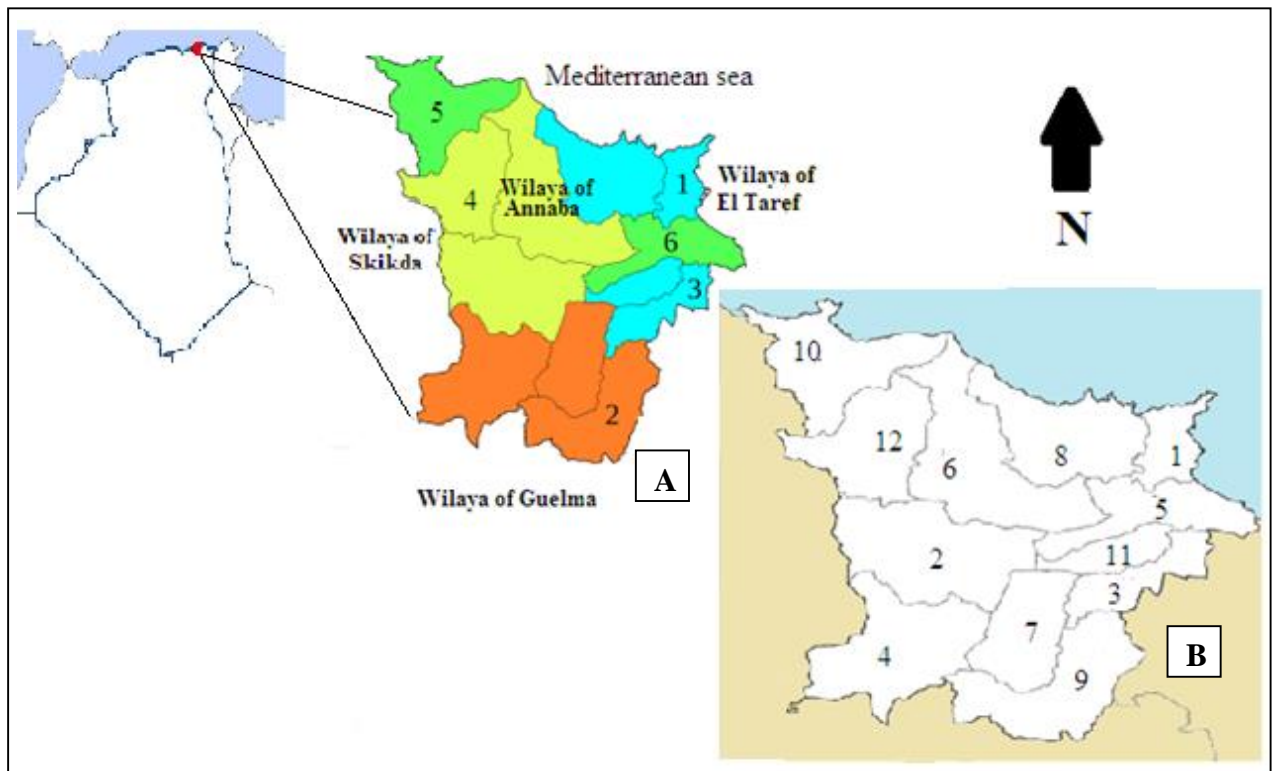 Mediterranean sea
5
1
Wilaya of
El Taref
4
Wilaya of
Annaba
Wilaya of
Skikda
6
3
2
A
Wilaya of Guelma
N
10
12
6
8
1
5
11
2
3
7
4
9
B